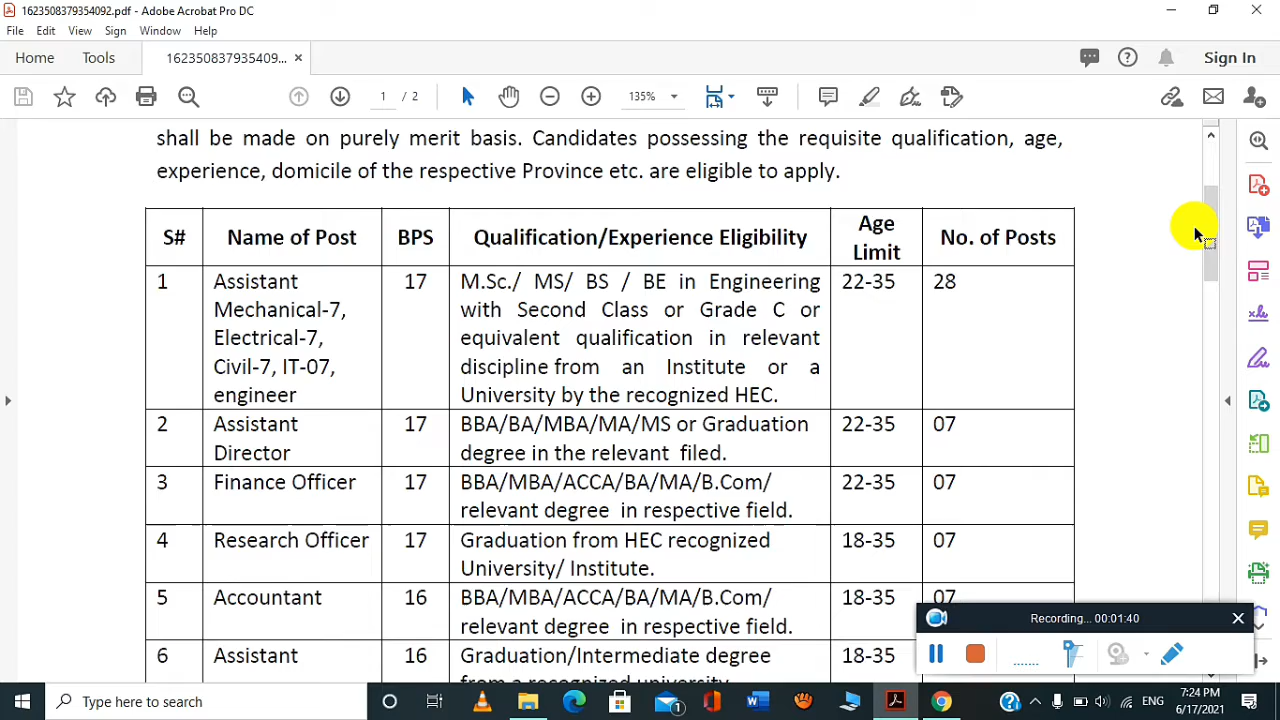 1623508379354092.pdf - Adobe Acrobat Pro DC
File Edit View Sign Window Help
Home Tools 162350837935409... × Sign In
1 / 2 135%
shall be made on purely merit basis. Candidates possessing the requisite qualification, age,
experience, domicile of the respective Province etc. are eligible to apply.
S# Name of Post BPS Qualification/Experience Eligibility Age Limit No. of Posts
1 Assistant 17 M.Sc./ MS/ BS / BE in Engineering 22-35 28
Mechanical-7, with Second Class or Grade C or
Electrical-7, equivalent qualification in relevant
Civil-7, IT-07, discipline from an Institute or a
engineer University by the recognized HEC.
2 Assistant 17 BBA/BA/MBA/MA/MS or Graduation 22-35 07
Director degree in the relevant filed.
3 Finance Officer 17 BBA/MBA/ACCA/BA/MA/B.Com/ 22-35 07
relevant degree in respective field.
4 Research Officer 17 Graduation from HEC recognized 18-35 07
University/ Institute.
5 Accountant 16 BBA/MBA/ACCA/BA/MA/B.Com/ 18-35 07
relevant degree in respective field.
6 Assistant 16 Graduation/Intermediate degree 18-35
from a recognized university
Recording... 00:01:40
Type here to search
1
ENG
7:24 PM
6/17/2021